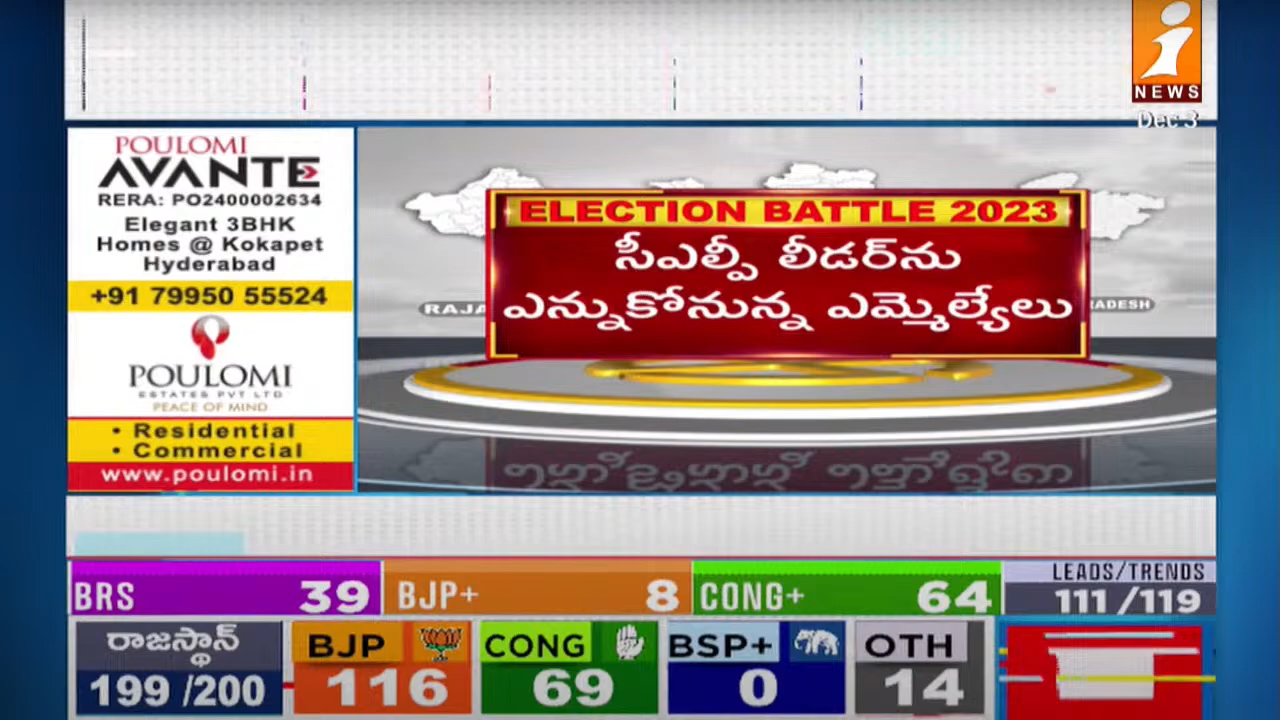 i
NEWS
Dec 3
POULOMI
AVANTE
RERA: PO2400002634
Elegant 3BHK
Homes @ Kokapet
Hyderabad
+91 79950 55524
POULOMI
ESTATES PVT LTD
PEACE OF MIND
• Residential
• Commercial
www.poulomi.in
ELECTION BATTLE 2023
సీఎల్పీ లీడర్‌ను
ఎన్నుకోనున్న ఎమ్మెల్యేలు
BRS 39 BJP+ 8 CONG+ 64 LEADS/TRENDS
111/119
రాజస్థాన్ BJP CONG BSP+ OTH
199/200 116 69 0 14